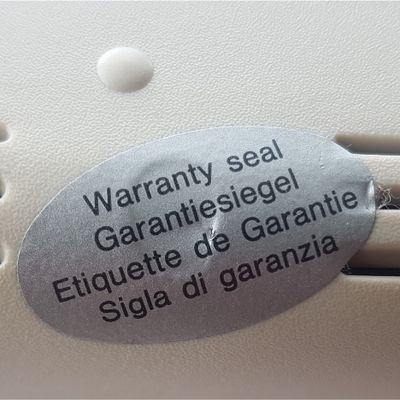 Warranty seal
Garantiesiegel
Etiquette de Garantie
Sigla di garanzia